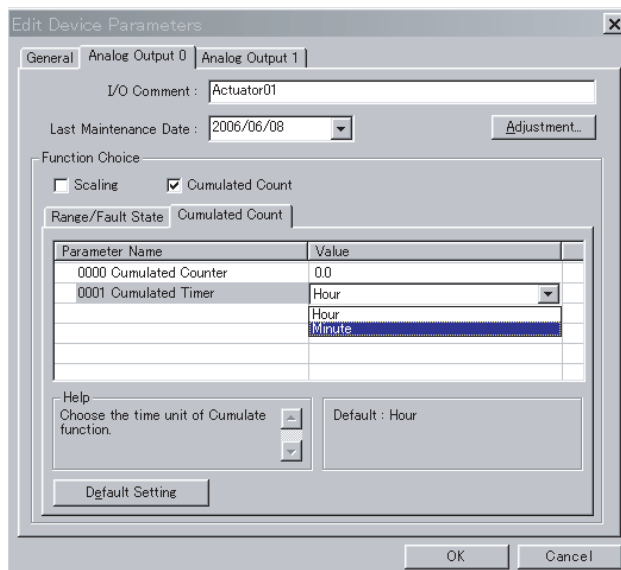 Edit Device Parameters
General Analog Output 0 Analog Output 1
I/O Comment : Actuator01
Last Maintenance Date : 2006/06/08 Adjustment...
Function Choice
Scaling Cumulated Count
Range/Fault State Cumulated Count
Parameter Name Value
0000 Cumulated Counter 0.0
0001 Cumulated Timer Hour
Hour
Minute
Help
Choose the time unit of Cumulate
function.
Default : Hour
Default Setting
OK Cancel